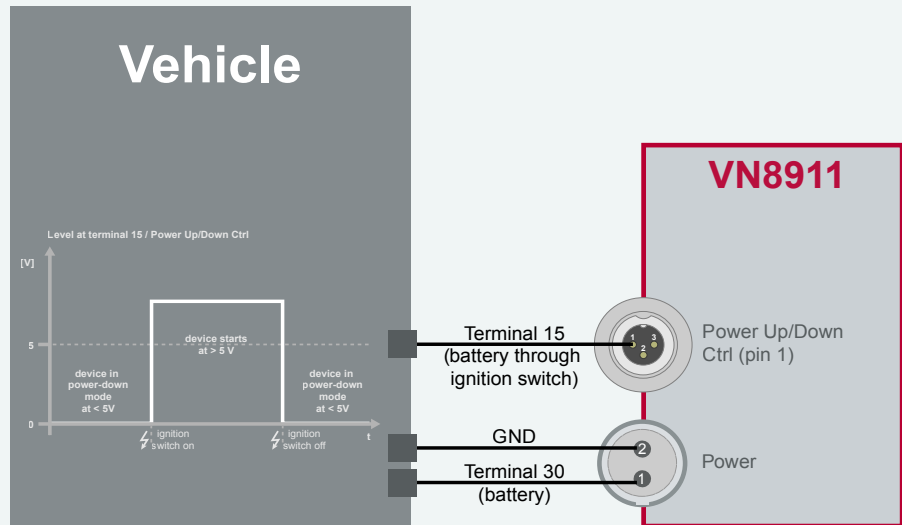 Vehicle
VN8911
Level at terminal 15 / Power Up/Down Ctrl
[V]
5
0
device starts
at > 5 V
device in
power-down
mode
at < 5V
device in
power-down
mode
at < 5V
t
ignition
switch on
ignition
switch off
Terminal 15
(battery through
ignition switch)
1
3
2
Power Up/Down
Ctrl (pin 1)
GND
2
Terminal 30
(battery)
1
Power